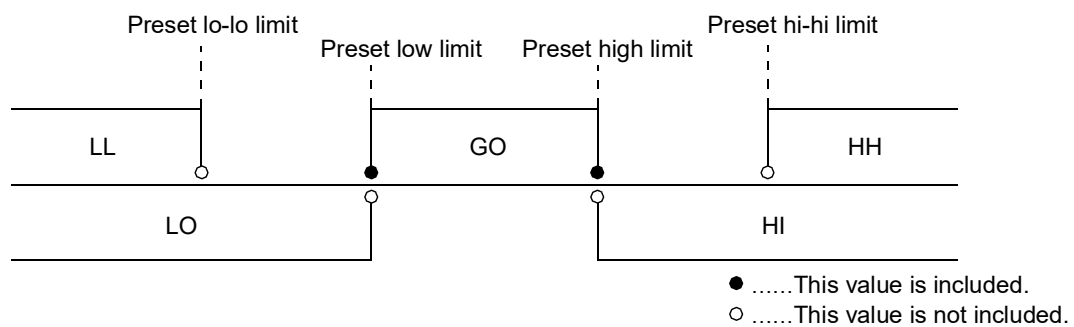 Preset lo-lo limit
Preset hi-hi limit
Preset low limit
Preset high limit
LL
GO
HH
LO
HI
● ……This value is included.
○ ……This value is not included.